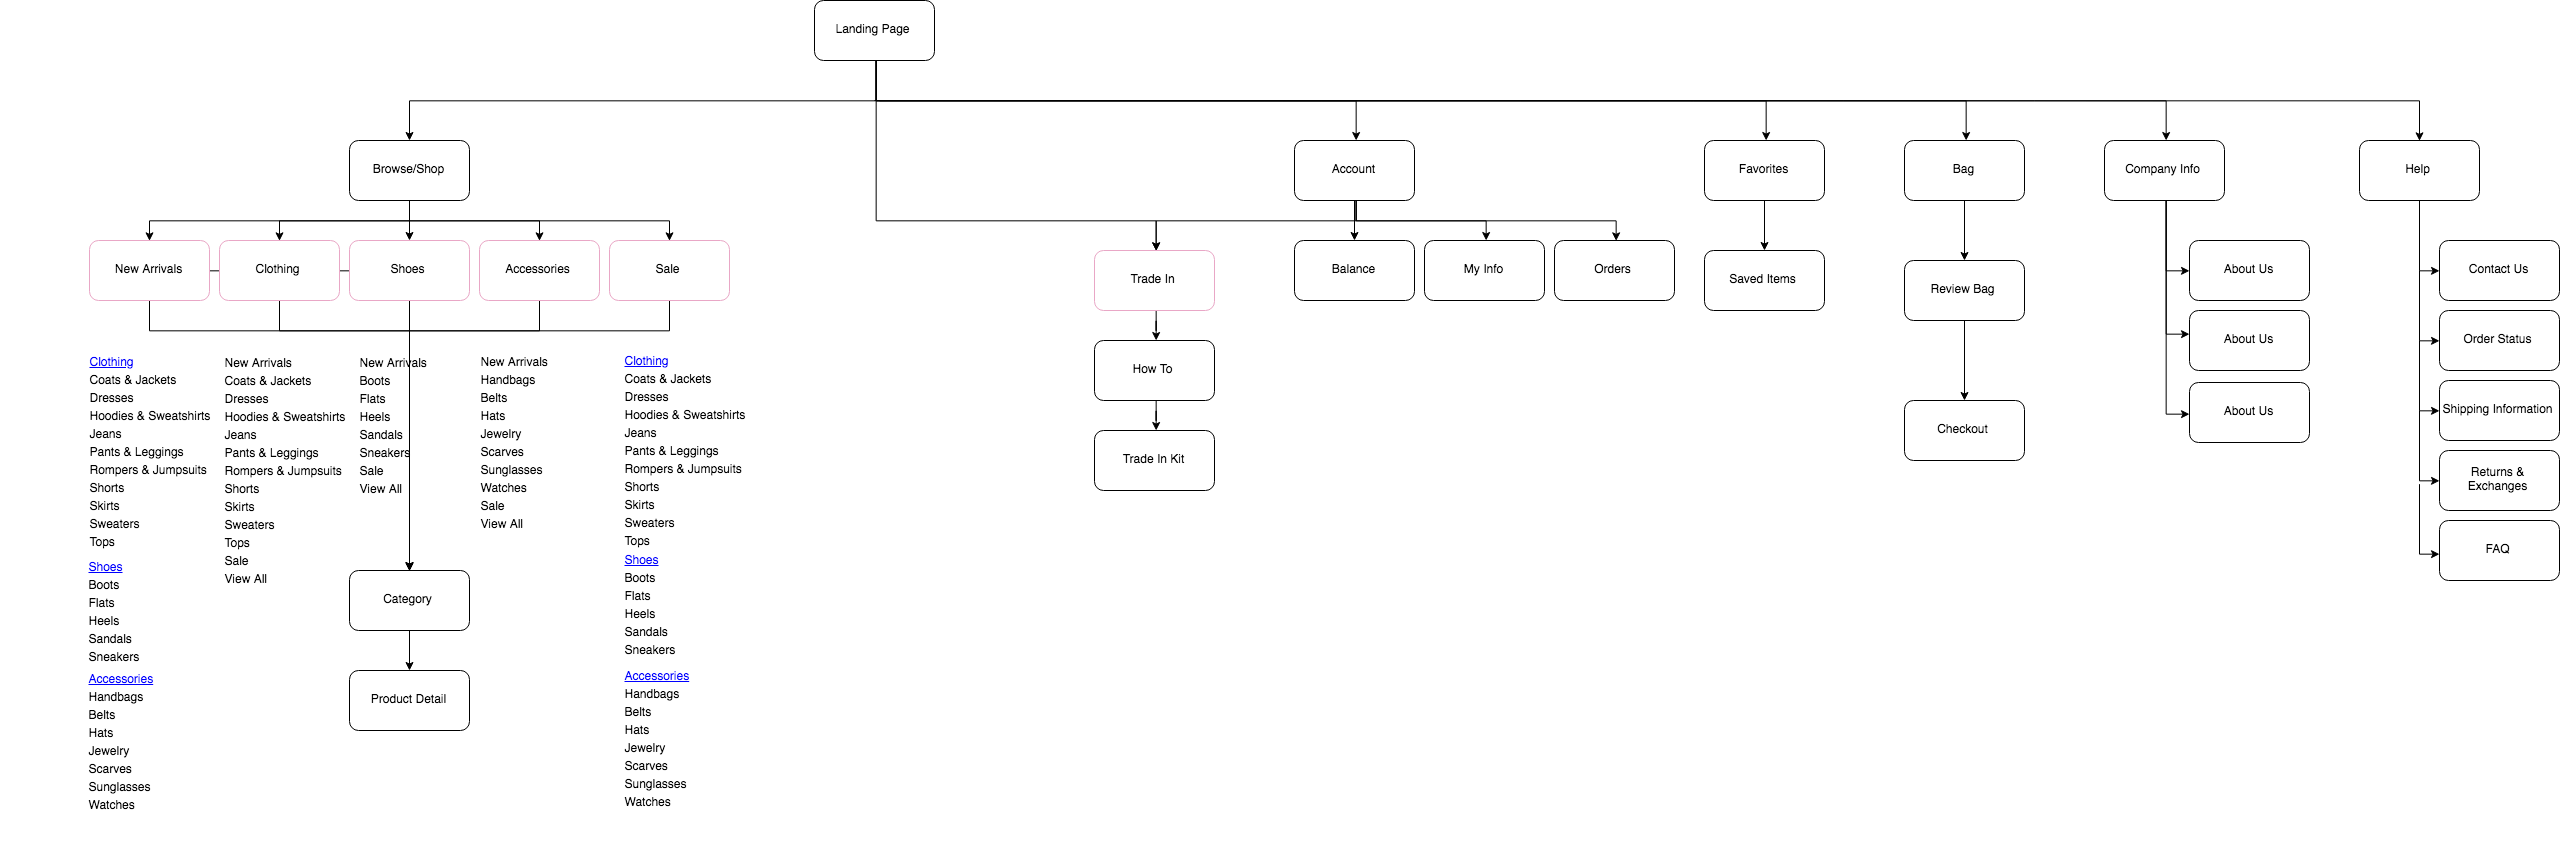 Landing Page
Browse/Shop
Account
Favorites
Bag
Company Info
Help
New Arrivals
Clothing
Shoes
Accessories
Sale
Trade In
Balance
My Info
Orders
Saved Items
Review Bag
About Us
Contact Us
About Us
Order Status
How To
About Us
Shipping Information
Checkout
Trade In Kit
Returns &
Exchanges
FAQ
Clothing
Coats & Jackets
Dresses
Hoodies & Sweatshirts
Jeans
Pants & Leggings
Rompers & Jumpsuits
Shorts
Skirts
Sweaters
Tops
Shoes
Boots
Flats
Heels
Sandals
Sneakers
Accessories
Handbags
Belts
Hats
Jewelry
Scarves
Sunglasses
Watches
New Arrivals
Coats & Jackets
Dresses
Hoodies & Sweatshirts
Jeans
Pants & Leggings
Rompers & Jumpsuits
Shorts
Skirts
Sweaters
Tops
Sale
View All
New Arrivals
Boots
Flats
Heels
Sandals
Sneakers
Sale
View All
Category
Product Detail
New Arrivals
Handbags
Belts
Hats
Jewelry
Scarves
Sunglasses
Watches
Sale
View All
Clothing
Coats & Jackets
Dresses
Hoodies & Sweatshirts
Jeans
Pants & Leggings
Rompers & Jumpsuits
Shorts
Skirts
Sweaters
Tops
Shoes
Boots
Flats
Heels
Sandals
Sneakers
Accessories
Handbags
Belts
Hats
Jewelry
Scarves
Sunglasses
Watches